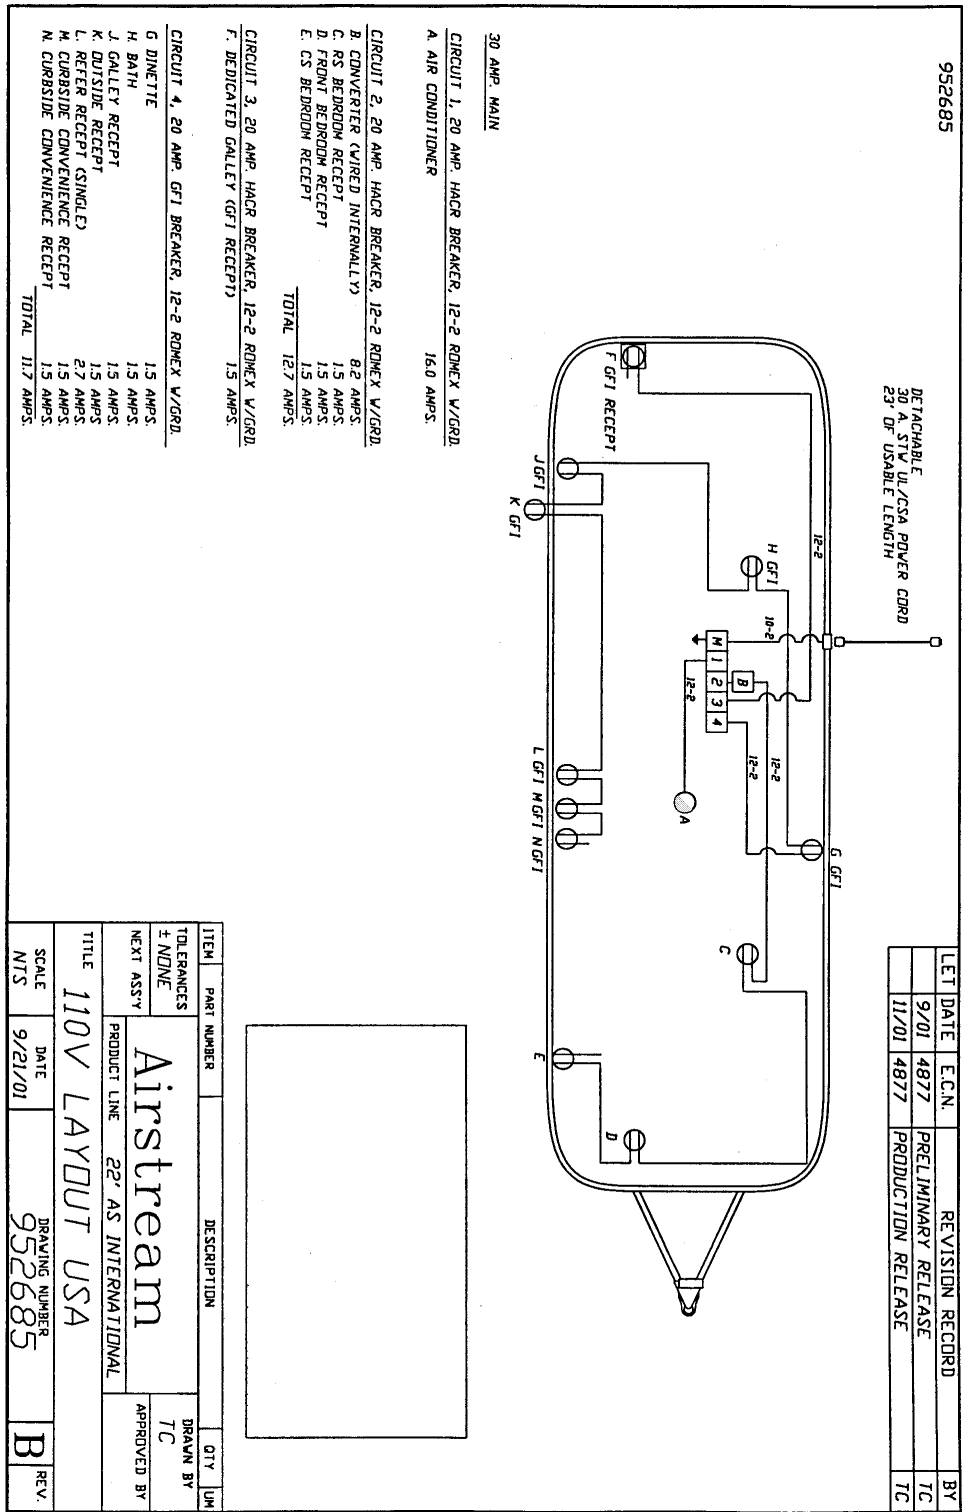 952685
30 AMP. MAIN
CIRCUIT 1, 20 AMP. HACR BREAKER, 12-2 ROMEX W/GRD.
A. AIR CONDITIONER 16.0 AMPS.
CIRCUIT 2, 20 AMP. HACR BREAKER, 12-2 ROMEX W/GRD.
B. CONVERTER (WIRED INTERNALLY) 8.2 AMPS.
C. RS BEDROOM RECEPT 1.5 AMPS.
D. FRONT BEDROOM RECEPT 1.5 AMPS.
E. CS BEDROOM RECEPT 1.5 AMPS.
TOTAL 12.7 AMPS.
CIRCUIT 3, 20 AMP. HACR BREAKER, 12-2 ROMEX W/GRD.
F. DEDICATED GALLEY (GFI RECEPT) 1.5 AMPS.
CIRCUIT 4, 20 AMP. GFI BREAKER, 12-2 ROMEX W/GRD.
G DINETTE 1.5 AMPS.
H. BATH 1.5 AMPS.
J. GALLEY RECEPT 1.5 AMPS
K. OUTSIDE RECEPT 1.5 AMPS
L. REFER RECEPT (SINGLE) 2.7 AMPS.
M. CURBSIDE CONVENIENCE RECEPT 1.5 AMPS.
N. CURBSIDE CONVENIENCE RECEPT 1.5 AMPS.
TOTAL 11.7 AMPS.
DETACHABLE
30 A. STW UL/CSA POWER CORD
23' OF USABLE LENGTH
12-2
F GFI RECEPT
J GFI
K GFI
H GFI
10-2
M 1 2 3 4
B
12-2
12-2
12-2
A
G GFI
L GFI M GFI N GFI
C
D
E
LET DATE E.C.N. REVISION RECORD BY
9/01 4877 PRELIMINARY RELEASE TC
11/01 4877 PRODUCTION RELEASE TC
ITEM PART NUMBER DESCRIPTION QTY UM
TOLERANCES
± NONE
NEXT ASS'Y
Airstream
DRAWN BY
TC
PRODUCT LINE 22' AS INTERNATIONAL
APPROVED BY
TITLE
110V LAYOUT USA
SCALE
NTS
DATE
9/21/01
DRAWING NUMBER
952685
B
REV.